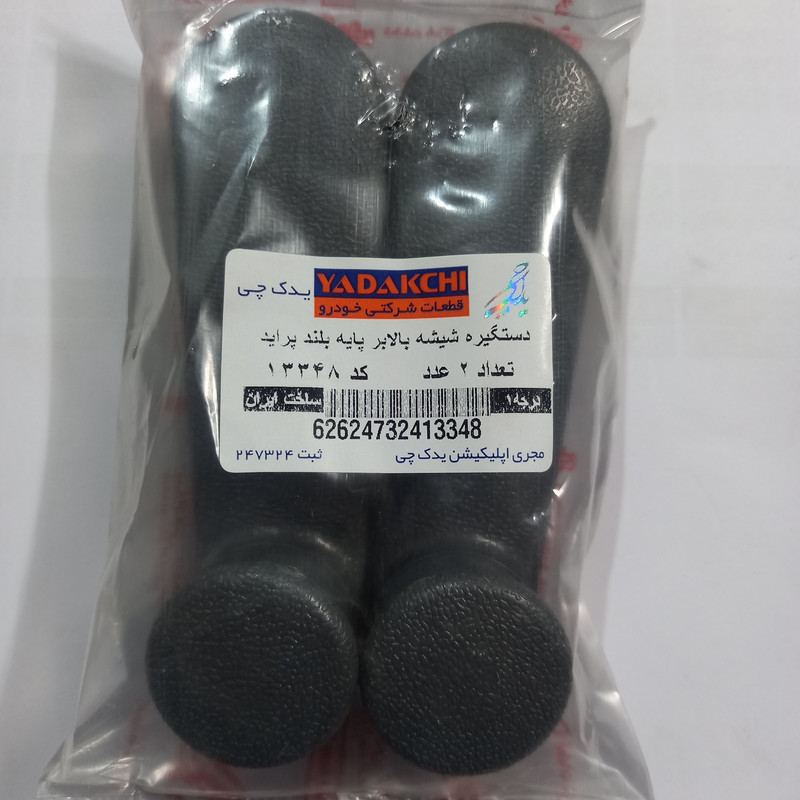 یدک چی YADAKCHI
قطعات شرکتی خودرو
دستگیره شیشه بالابر پایه بلند پراید
تعداد ۲ عدد کد ۱۳۳۴۸
درجه۱ ساخت ایران
62624732413348
مجری اپلیکیشن یدک چی ثبت ۲۴۷۳۲۴